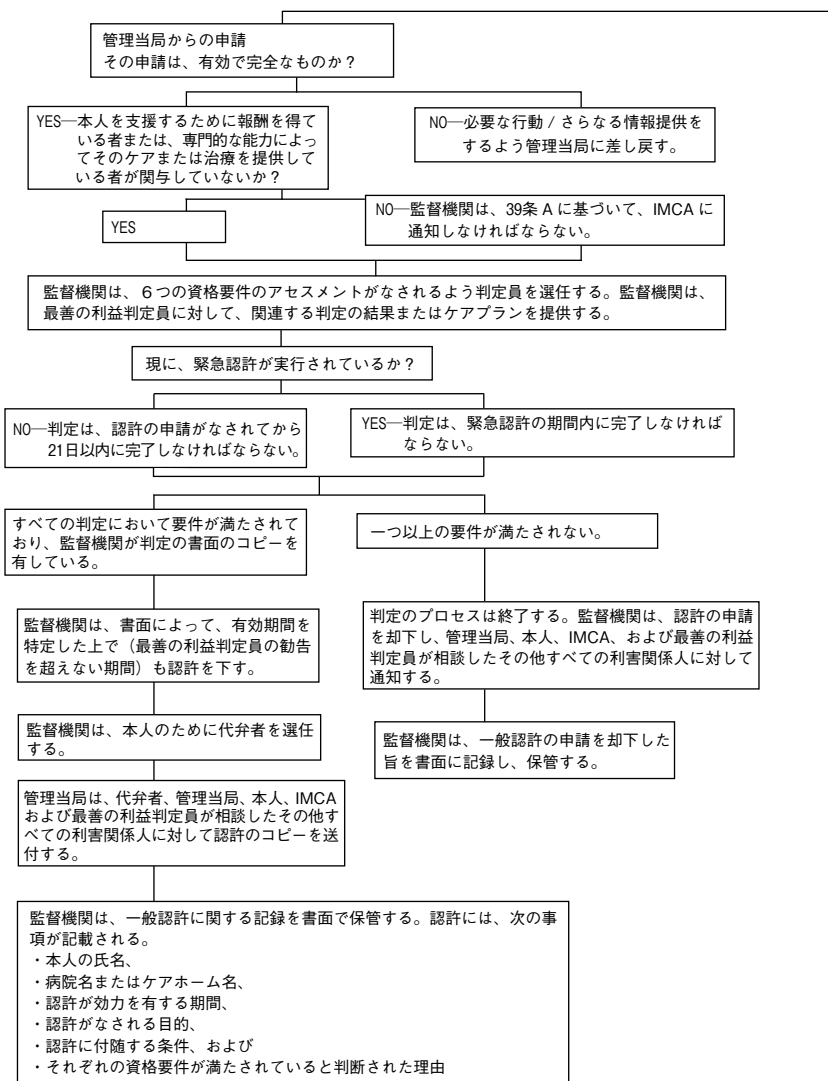 管理当局からの申請
その申請は、有効で完全なものか？
YES―本人を支援するために報酬を得て
いる者または、専門的な能力によっ
てそのケアまたは治療を提供してい
る者が関与していないか？
NO―必要な行動 / さらなる情報提供を
するよう管理当局に差し戻す。
YES
NO―監督機関は、39条 A に基づいて、IMCA に
通知しなければならない。
監督機関は、６つの資格要件のアセスメントがなされるよう判定員を選任する。監督機関は、
最善の利益判定員に対して、関連する判定の結果またはケアプランを提供する。
現に、緊急認許が実行されているか？
NO―判定は、認許の申請がなされてから
21日以内に完了しなければならない。
YES―判定は、緊急認許の期間内に完了しなければ
ならない。
すべての判定において要件が満たされて
おり、監督機関が判定の書面のコピーを
有している。
一つ以上の要件が満たされない。
監督機関は、書面によって、有効期間を
特定した上で（最善の利益判定員の勧告
を超えない期間）も認許を下す。
判定のプロセスは終了する。監督機関は、認許の申請
を却下し、管理当局、本人、IMCA、および最善の利益
判定員が相談したその他すべての利害関係人に対して
通知する。
監督機関は、本人のために代弁者を選任
する。
監督機関は、一般認許の申請を却下した
旨を書面に記録し、保管する。
管理当局は、代弁者、管理当局、本人、IMCA
および最善の利益判定員が相談したその他す
べての利害関係人に対して認許のコピーを送
付する。
監督機関は、一般認許に関する記録を書面で保管する。認許には、次の事
項が記載される。
・本人の氏名、
・病院名またはケアホーム名、
・認許が効力を有する期間、
・認許がなされる目的、
・認許に付随する条件、および
・それぞれの資格要件が満たされていると判断された理由